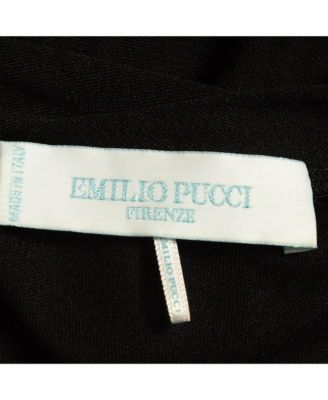 EMILIO PUCCI
FIRENZE
MADE IN ITALY
EMILIO PUCCI